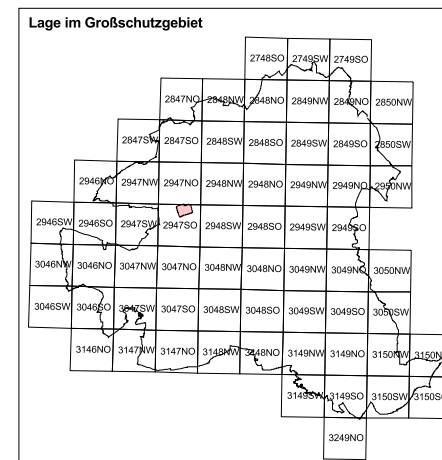 Lage im Großschutzgebiet
2748SO 2749SW 2749SO
2847NO 2848NW 2848NO 2849NW 2849NO 2850NW
2847SW 2847SO 2848SW 2848SO 2849SW 2849SO 2850SW
2946NO 2947NW 2947NO 2948NW 2948NO 2949NW 2949NO 2950NW
2946SW 2946SO 2947SW 2947SO 2948SW 2948SO 2949SW 2949SO
3046NW 3046NO 3047NW 3047NO 3048NW 3048NO 3049NW 3049NO 3050NW
3046SW 3046SO 3047SW 3047SO 3048SW 3048SO 3049SW 3049SO 3050SW
3146NO 3147NW 3147NO 3148NW 3148NO 3149NW 3149NO 3150NW
3149SW 3149SO 3150SW
3249NO